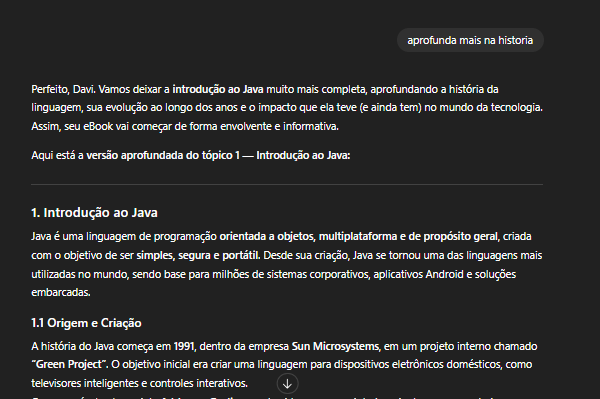 aprofunda mais na historia
Perfeito, Davi. Vamos deixar a introdução ao Java muito mais completa, aprofundando a história da
linguagem, sua evolução ao longo dos anos e o impacto que ela teve (e ainda tem) no mundo da tecnologia.
Assim, seu eBook vai começar de forma envolvente e informativa.
Aqui está a versão aprofundada do tópico 1 — Introdução ao Java:
1. Introdução ao Java
Java é uma linguagem de programação orientada a objetos, multiplataforma e de propósito geral, criada
com o objetivo de ser simples, segura e portátil. Desde sua criação, Java se tornou uma das linguagens mais
utilizadas no mundo, sendo base para milhões de sistemas corporativos, aplicativos Android e soluções
embarcadas.
1.1 Origem e Criação
A história do Java começa em 1991, dentro da empresa Sun Microsystems, em um projeto interno chamado
"Green Project". O objetivo inicial era criar uma linguagem para dispositivos eletrônicos domésticos, como
televisores inteligentes e controles interativos.